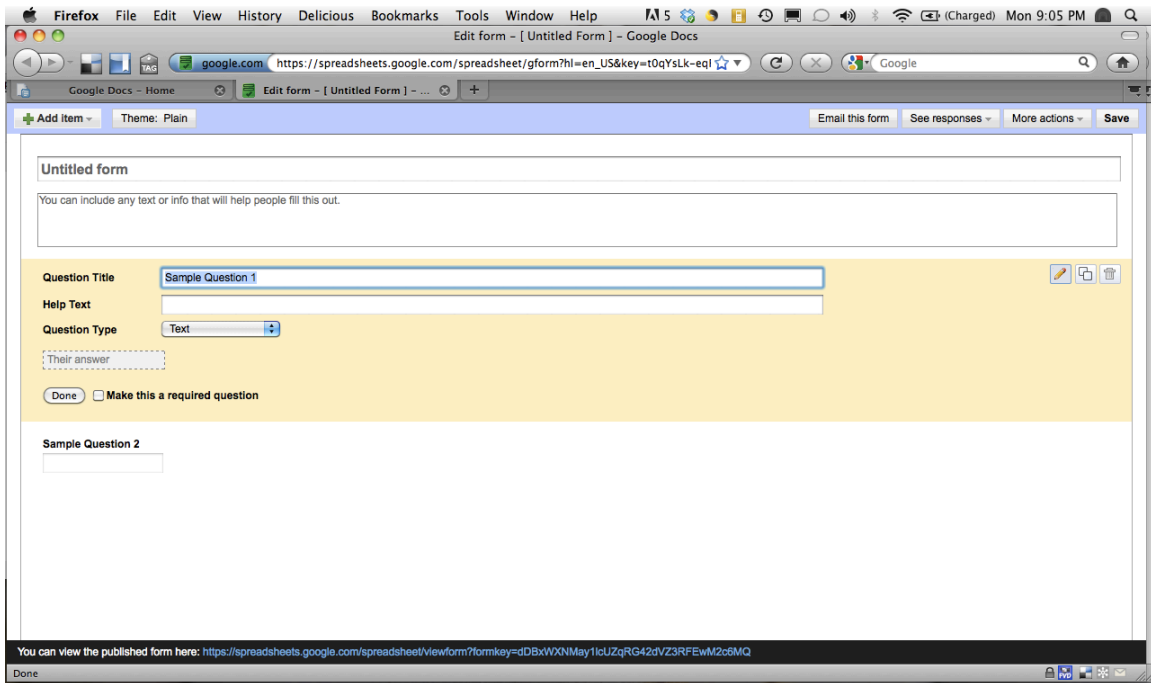 Firefox File Edit View History Delicious Bookmarks Tools Window Help 5 (Charged) Mon 9:05 PM
Edit form – [ Untitled Form ] – Google Docs
TAG google.com https://spreadsheets.google.com/spreadsheet/gform?hl=en_US&key=t0qYsLk-eql Google
Google Docs – Home Edit form – [ Untitled Form ] – ... +
Add item Theme: Plain Email this form See responses More actions Save
Untitled form
You can include any text or info that will help people fill this out.
Question Title Sample Question 1
Help Text
Question Type Text
Their answer
Done Make this a required question
Sample Question 2
You can view the published form here: https://spreadsheets.google.com/spreadsheet/viewform?formkey=dDBxWXNMay1lcUZqRG42dVZ3RFEwM2c6MQ
Done FVD